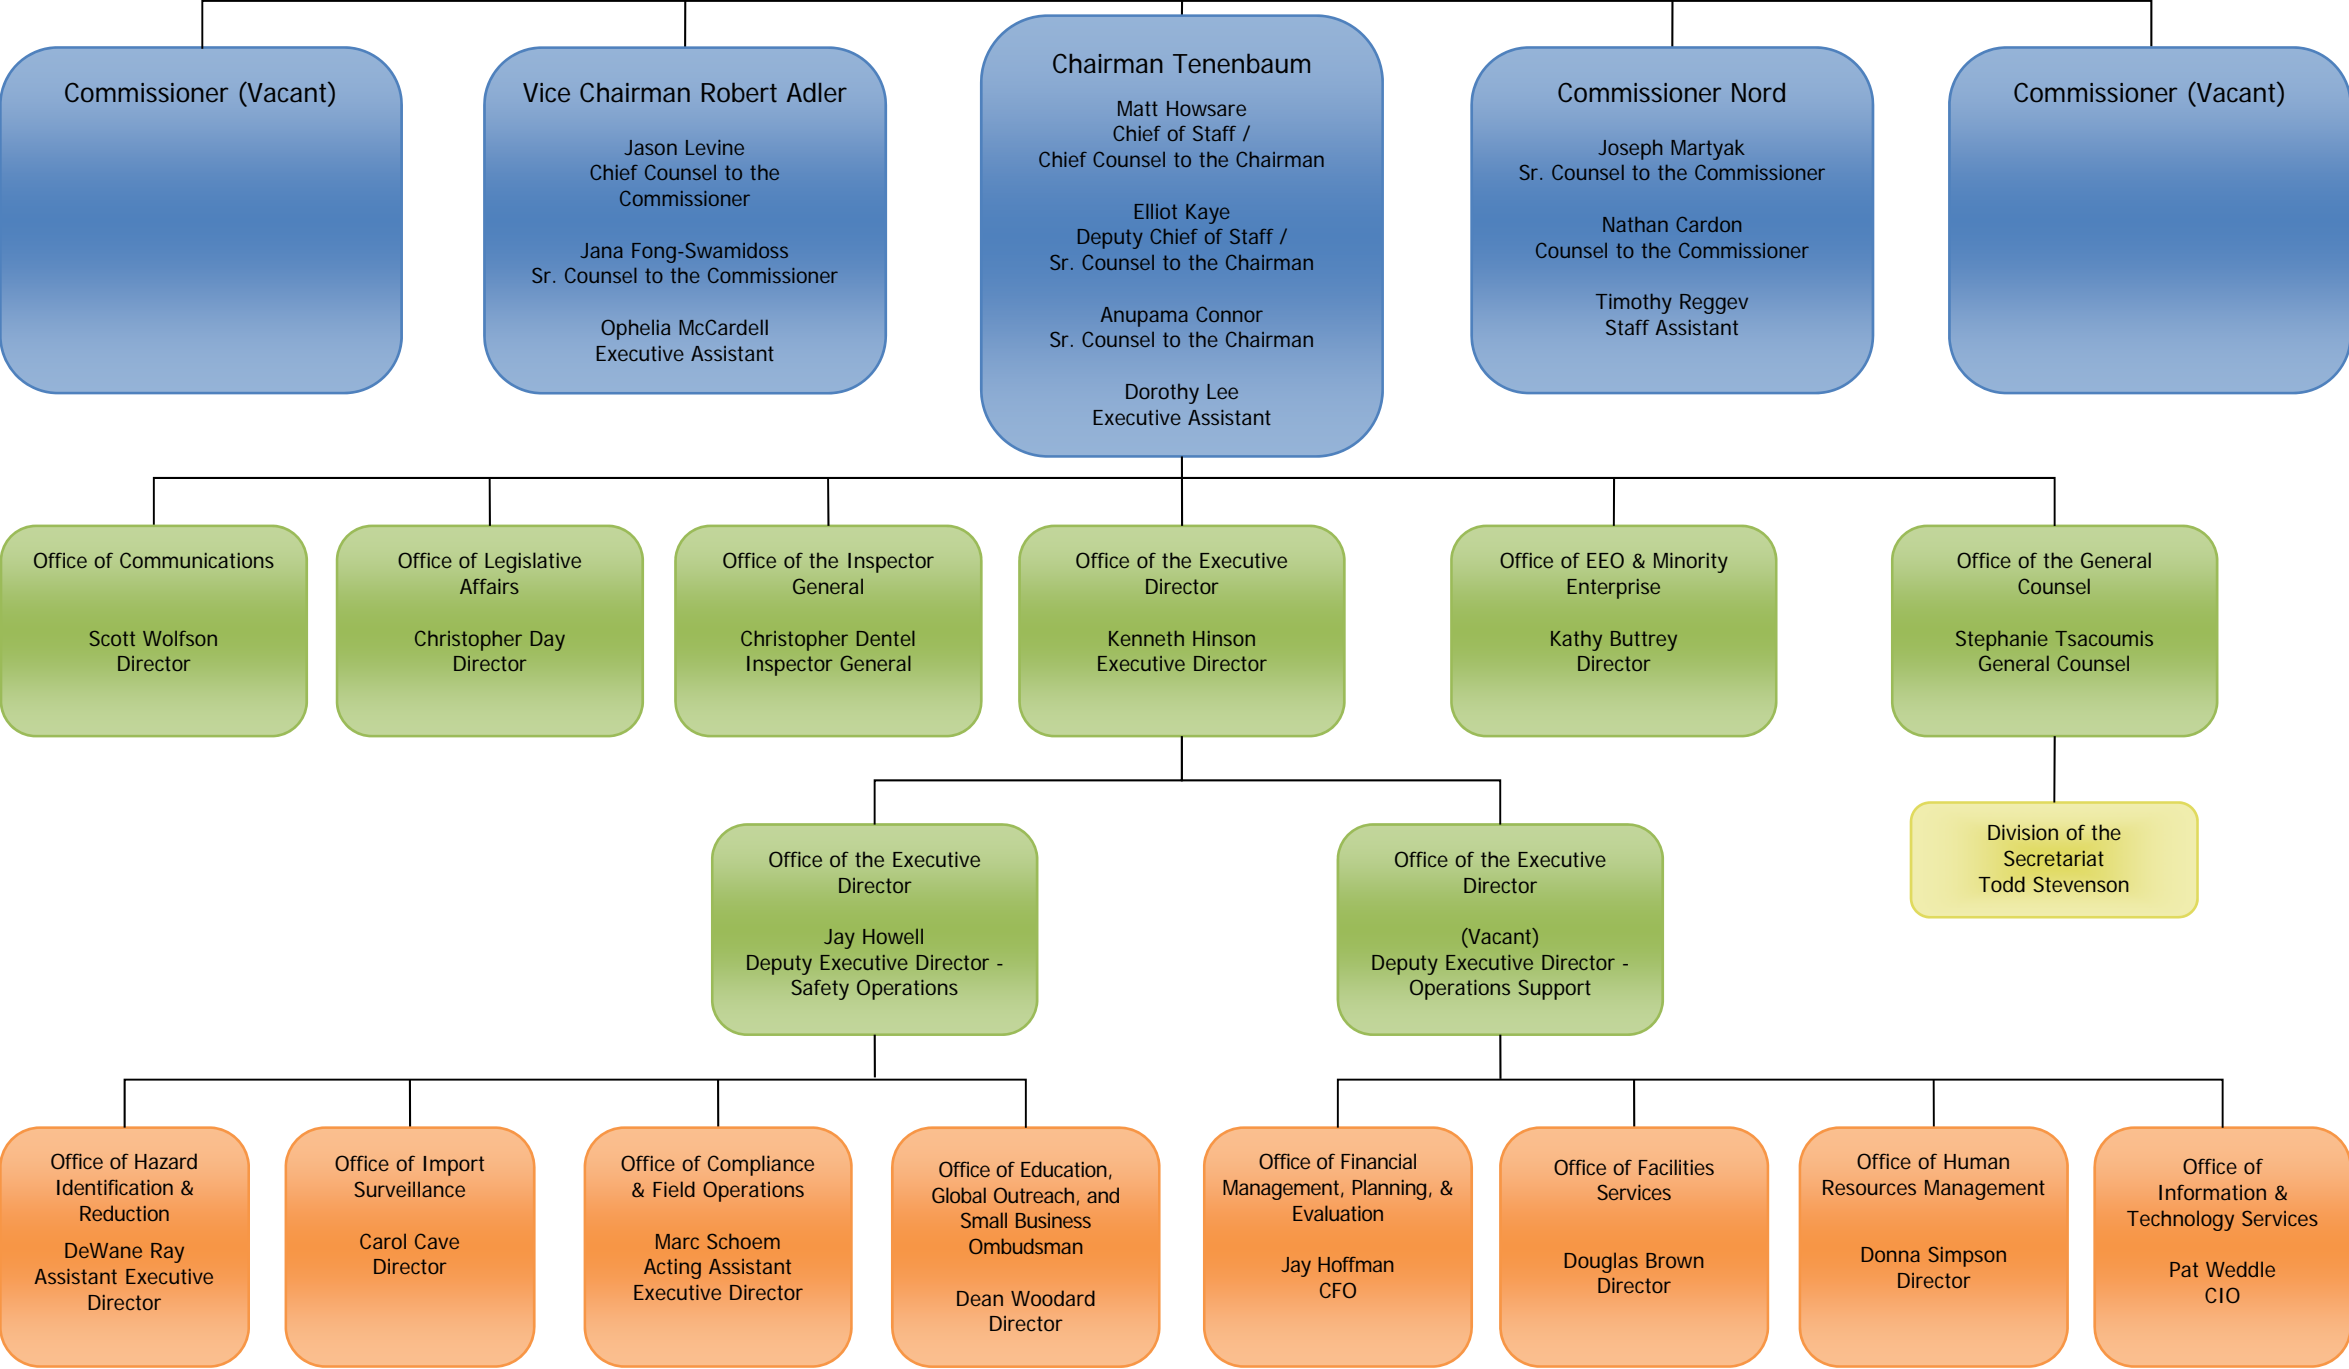 Commissioner (Vacant)
Vice Chairman Robert Adler
Jason Levine
Chief Counsel to the
Commissioner
Jana Fong-Swamidoss
Sr. Counsel to the Commissioner
Ophelia McCardell
Executive Assistant
Chairman Tenenbaum
Matt Howsare
Chief of Staff /
Chief Counsel to the Chairman
Elliot Kaye
Deputy Chief of Staff /
Sr. Counsel to the Chairman
Anupama Connor
Sr. Counsel to the Chairman
Dorothy Lee
Executive Assistant
Commissioner Nord
Joseph Martyak
Sr. Counsel to the Commissioner
Nathan Cardon
Counsel to the Commissioner
Timothy Reggev
Staff Assistant
Commissioner (Vacant)
Office of Communications
Scott Wolfson
Director
Office of Legislative
Affairs
Christopher Day
Director
Office of the Inspector
General
Christopher Dentel
Inspector General
Office of the Executive
Director
Kenneth Hinson
Executive Director
Office of EEO & Minority
Enterprise
Kathy Buttrey
Director
Office of the General
Counsel
Stephanie Tsacoumis
General Counsel
Office of the Executive
Director
Jay Howell
Deputy Executive Director -
Safety Operations
Office of the Executive
Director
(Vacant)
Deputy Executive Director -
Operations Support
Division of the
Secretariat
Todd Stevenson
Office of Hazard
Identification &
Reduction
DeWane Ray
Assistant Executive
Director
Office of Import
Surveillance
Carol Cave
Director
Office of Compliance
& Field Operations
Marc Schoem
Acting Assistant
Executive Director
Office of Education,
Global Outreach, and
Small Business
Ombudsman
Dean Woodard
Director
Office of Financial
Management, Planning, &
Evaluation
Jay Hoffman
CFO
Office of Facilities
Services
Douglas Brown
Director
Office of Human
Resources Management
Donna Simpson
Director
Office of
Information &
Technology Services
Pat Weddle
CIO